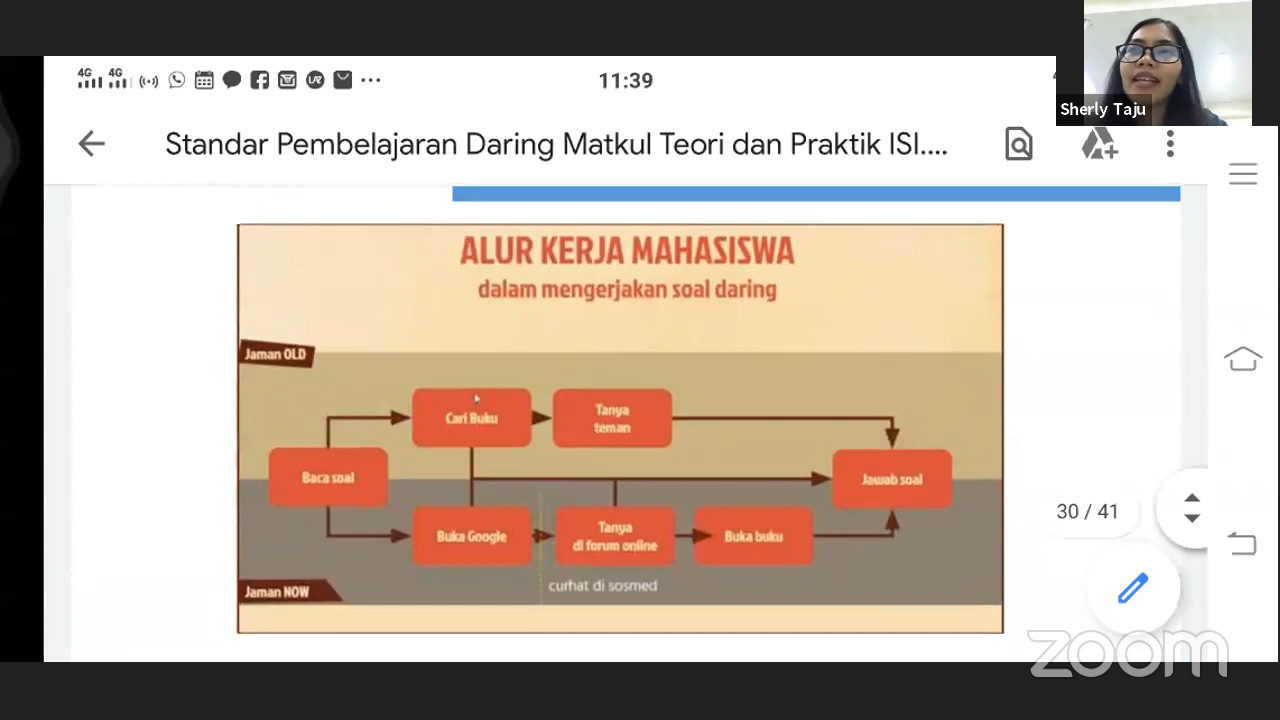 4G 4G
11:39
Sherly Taju
Standar Pembelajaran Daring Matkul Teori dan Praktik ISI....
ALUR KERJA MAHASISWA
dalam mengerjakan soal daring
Jaman OLD
Cari Buku
Tanya
teman
Baca soal
Jawab soal
Buka Google
Tanya
di forum online
Buka buku
curhat di sosmed
Jaman NOW
30 / 41
zoom